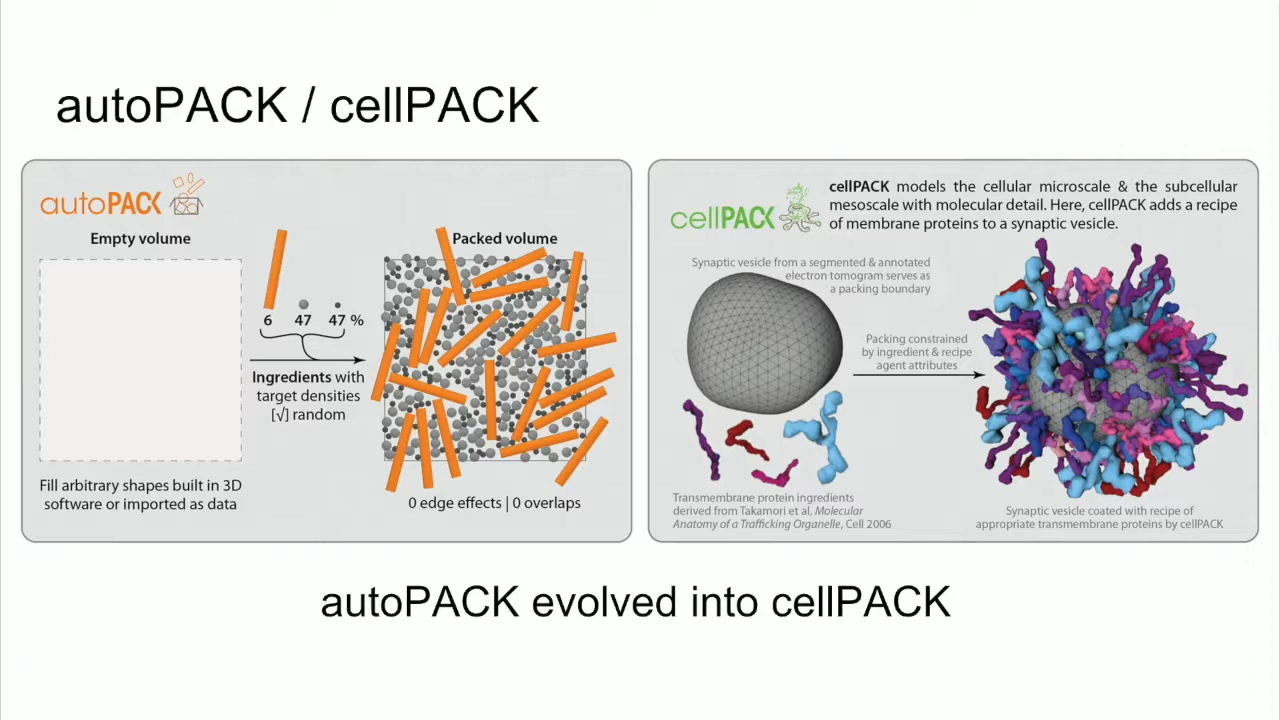 autoPACK / cellPACK
autoPACK
Empty volume
6 47 47 %
Ingredients with
target densities
[√] random
Packed volume
Fill arbitrary shapes built in 3D
software or imported as data
0 edge effects | 0 overlaps
cellPACK
cellPACK models the cellular microscale & the subcellular
mesoscale with molecular detail. Here, cellPACK adds a recipe
of membrane proteins to a synaptic vesicle.
Synaptic vesicle from a segmented & annotated
electron tomogram serves as
a packing boundary
Packing constrained
by ingredient & recipe
agent attributes
Transmembrane protein ingredients
derived from Takamori et al, Molecular
Anatomy of a Trafficking Organelle, Cell 2006
Synaptic vesicle coated with recipe of
appropriate transmembrane proteins by cellPACK
autoPACK evolved into cellPACK